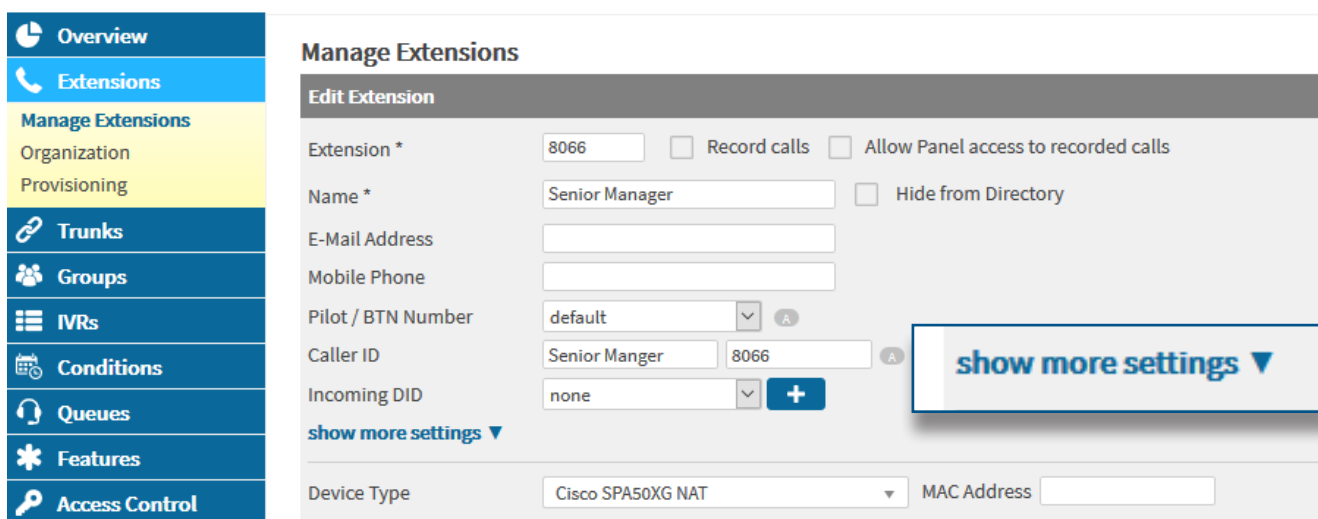 Overview
Extensions
Manage Extensions
Organization
Provisioning
Trunks
Groups
IVRs
Conditions
Queues
Features
Access Control
Manage Extensions
Edit Extension
Extension * 8066 Record calls Allow Panel access to recorded calls
Name * Senior Manager Hide from Directory
E-Mail Address
Mobile Phone
Pilot / BTN Number default A
Caller ID Senior Manger 8066 A
Incoming DID none +
show more settings ▼
show more settings ▼
Device Type Cisco SPA50XG NAT ▼ MAC Address